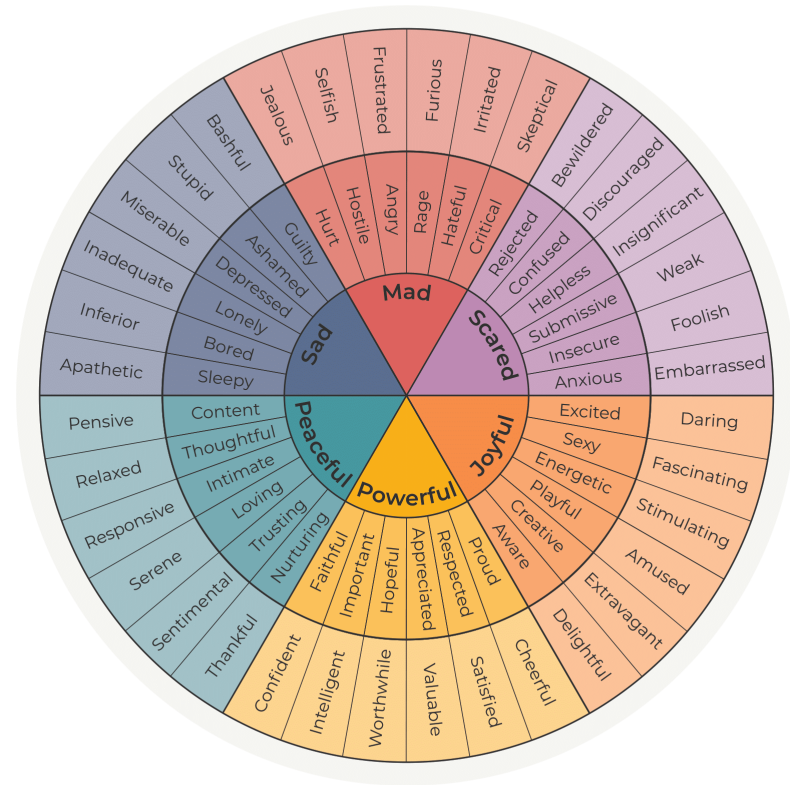 Mad
Hurt
Hostile
Angry
Rage
Hateful
Critical
Jealous
Selfish
Frustrated
Furious
Irritated
Skeptical
Scared
Rejected
Confused
Helpless
Submissive
Insecure
Anxious
Bewildered
Discouraged
Insignificant
Weak
Foolish
Embarrassed
Joyful
Excited
Sexy
Energetic
Playful
Creative
Aware
Daring
Fascinating
Stimulating
Amused
Extravagant
Delightful
Powerful
Proud
Respected
Appreciated
Hopeful
Important
Faithful
Cheerful
Satisfied
Valuable
Worthwhile
Intelligent
Confident
Peaceful
Nurturing
Trusting
Loving
Intimate
Thoughtful
Content
Thankful
Sentimental
Serene
Responsive
Relaxed
Pensive
Sad
Sleepy
Bored
Lonely
Depressed
Ashamed
Guilty
Apathetic
Inferior
Inadequate
Miserable
Stupid
Bashful